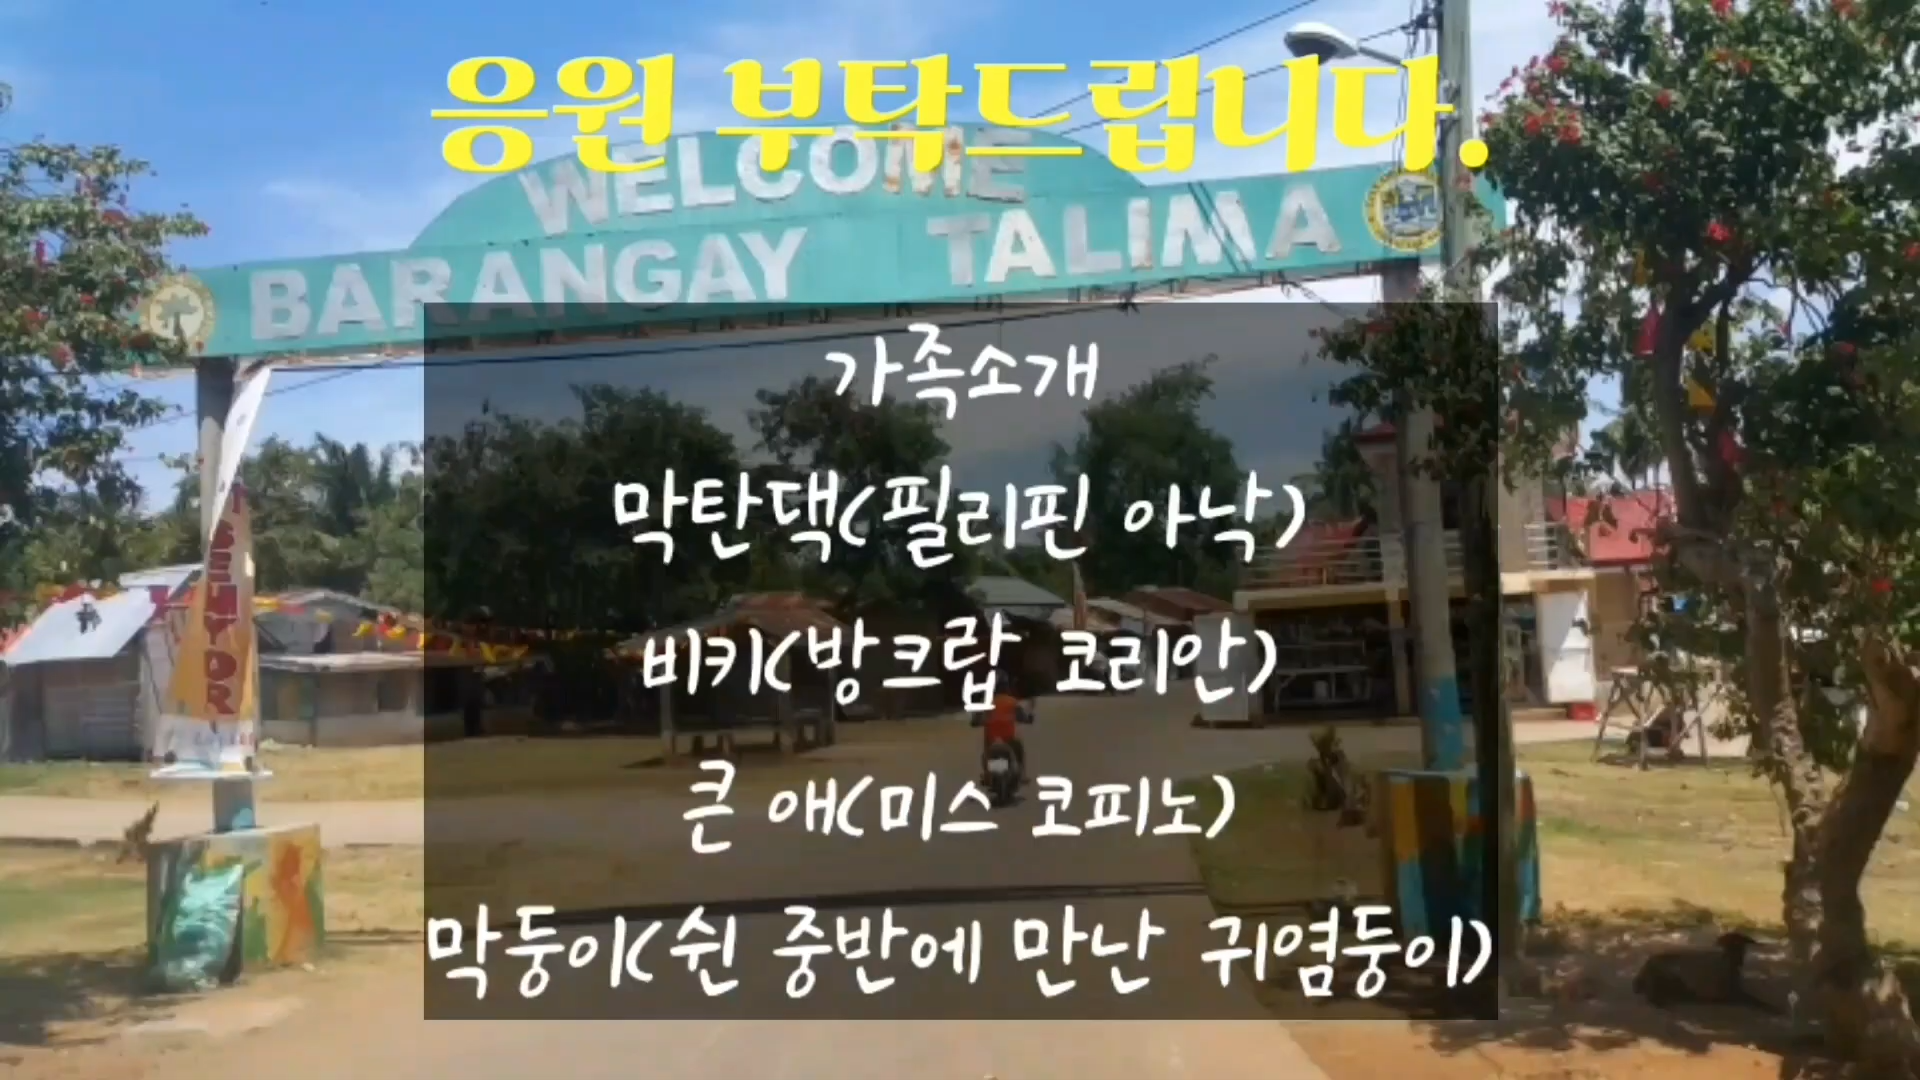 응원 부탁드립니다.
WELCOME
BARANGAY TALIMA
가족소개
막탄댁(필리핀 아낙)
비키(방크랍 코리안)
큰 애(미스 코피노)
막둥이(쉰 중반에 만난 귀염둥이)
SENYOR